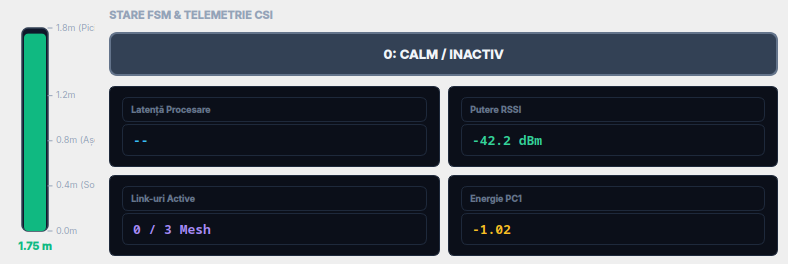 STARE FSM & TELEMETRIE CSI
0: CALM / INACTIV
1.8m (Pic
1.2m
0.8m (Aș
0.4m (So
0.0m
1.75 m
Latență Procesare
--
Putere RSSI
-42.2 dBm
Link-uri Active
0 / 3 Mesh
Energie PC1
-1.02